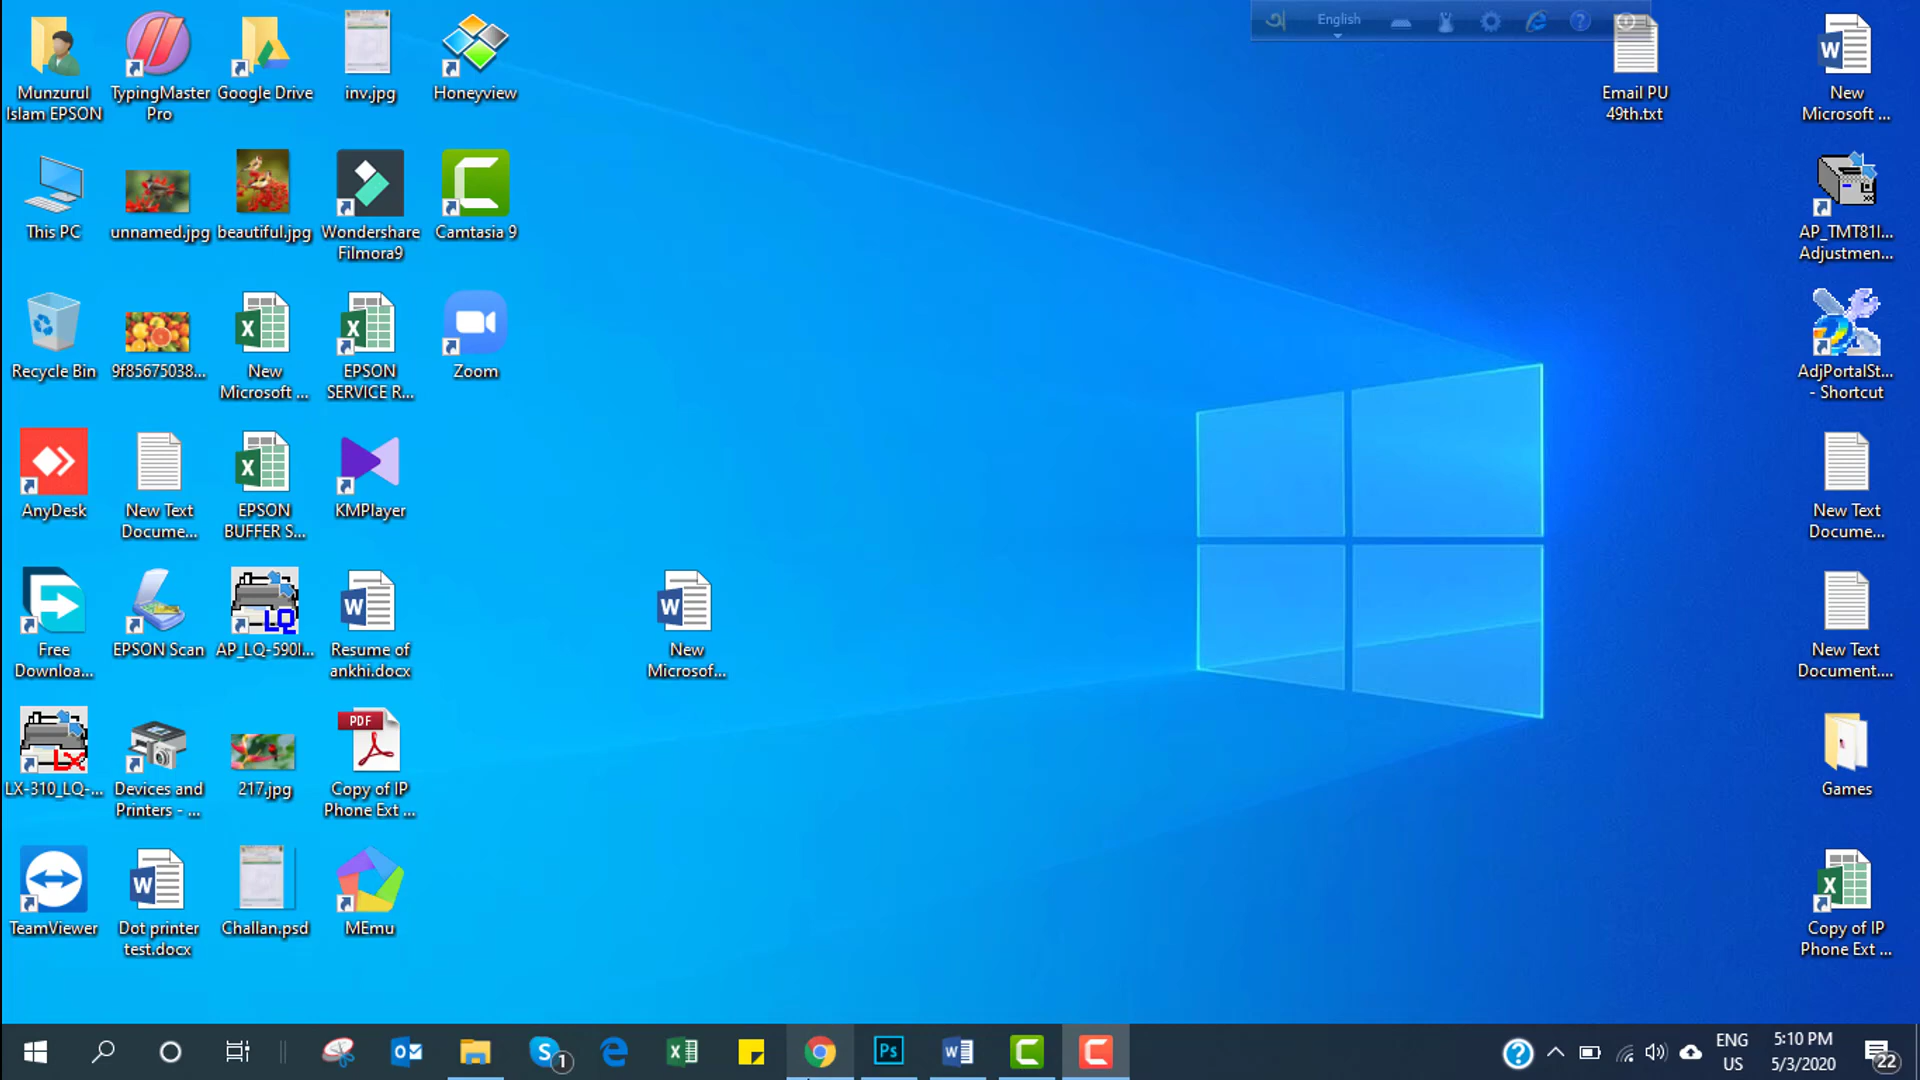 English
Munzurul
Islam EPSON
TypingMaster
Pro
Google Drive
inv.jpg
Honeyview
Email PU
49th.txt
New
Microsoft ...
This PC
unnamed.jpg
beautiful.jpg
Wondershare
Filmora9
Camtasia 9
AP_TMT81I...
Adjustmen...
Recycle Bin
9f85675038...
New
Microsoft ...
EPSON
SERVICE R...
Zoom
AdjPortalSt...
- Shortcut
AnyDesk
New Text
Docume...
EPSON
BUFFER S...
KMPlayer
New Text
Docume...
Free
Downloa...
EPSON Scan
LQ
AP_LQ-590I...
Resume of
ankhi.docx
New
Microsof...
New Text
Document....
LX
LX-310_LQ-...
Devices and
Printers - ...
217.jpg
PDF
Copy of IP
Phone Ext ...
Games
TeamViewer
Dot printer
test.docx
Challan.psd
MEmu
Copy of IP
Phone Ext ...
1
Ps
ENG
US
5:10 PM
5/3/2020
22